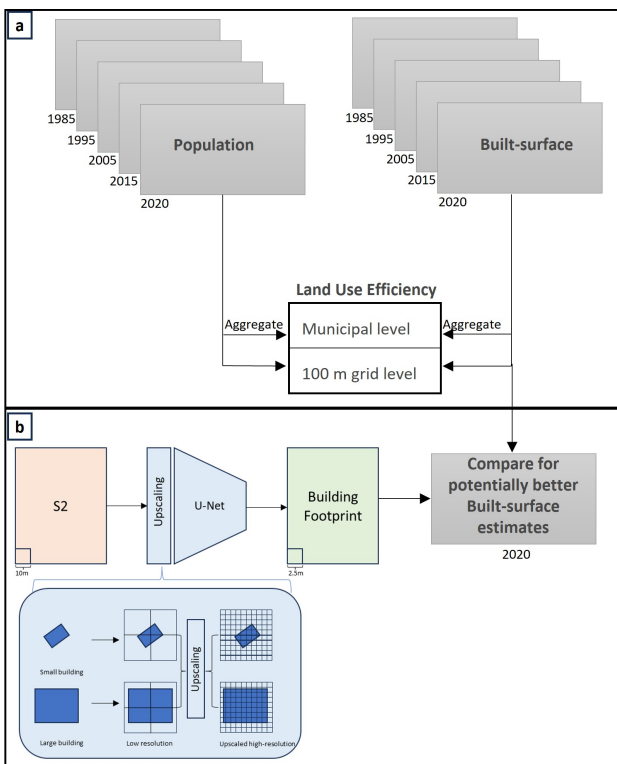 a
1985
1995
2005
2015
2020
Population
1985
1995
2005
2015
2020
Built-surface
Land Use Efficiency
Aggregate
Municipal level
Aggregate
100 m grid level
b
S2
10m
Upscaling
U-Net
Building
Footprint
2.5m
Compare for
potentially better
Built-surface
estimates
2020
Small building
Large building
Low resolution
Upscaling
Upscaled high-resolution